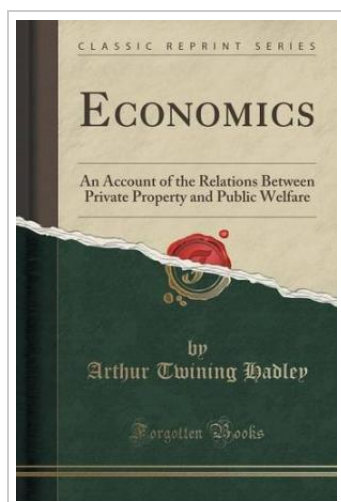 CLASSIC REPRINT SERIES
ECONOMICS
An Account of the Relations Between
Private Property and Public Welfare
F
by
Arthur Twining Hadley
Forgotten Books